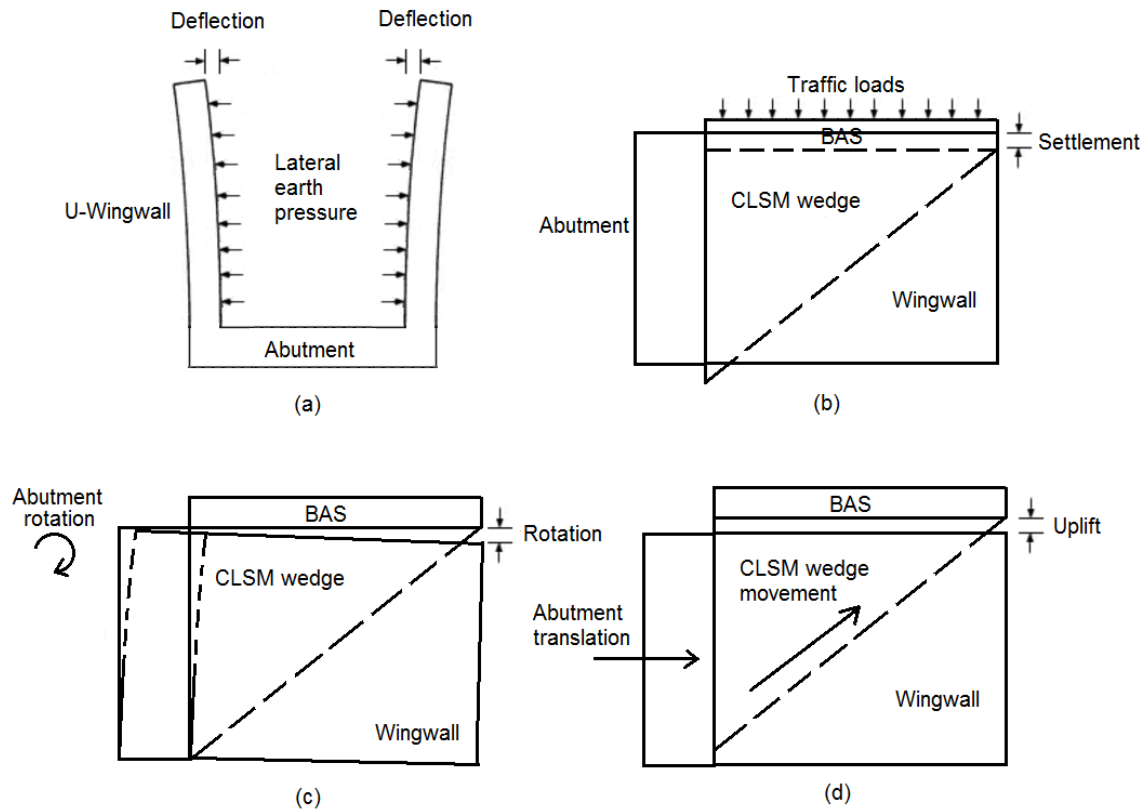 Deflection
Deflection
U-Wingwall
Lateral
earth
pressure
Abutment
(a)
Traffic loads
BAS
Settlement
CLSM wedge
Abutment
Wingwall
(b)
Abutment
rotation
BAS
Rotation
CLSM wedge
Wingwall
(c)
BAS
Uplift
CLSM wedge
movement
Abutment
translation
Wingwall
(d)